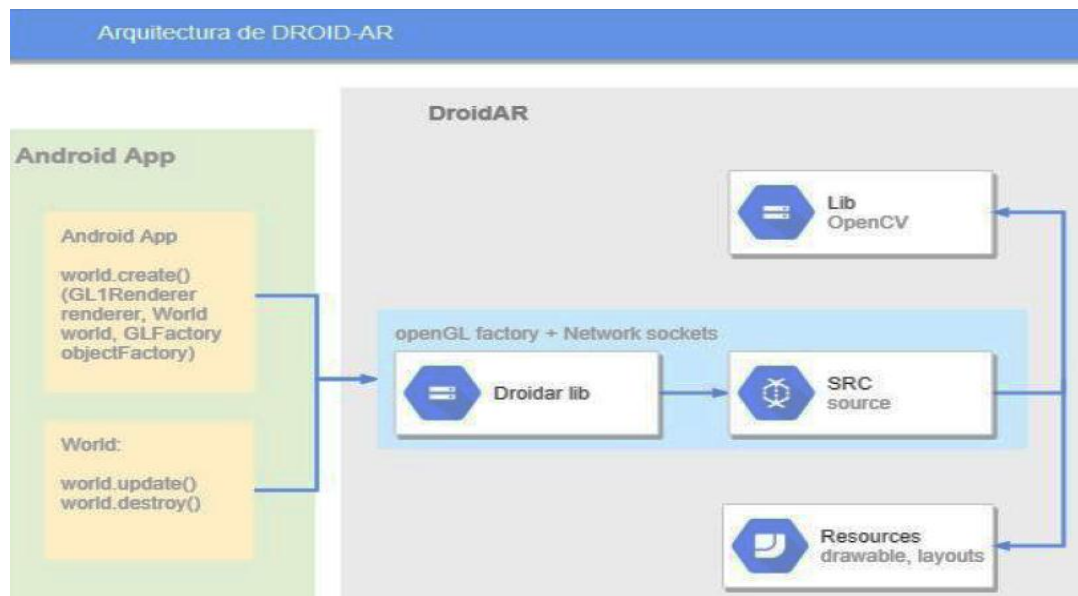 Arquitectura de DROID-AR
DroidAR
Android App
Android App
world.create()
(GL1Renderer
renderer, World
world, GLFactory
objectFactory)
World:
world.update()
world.destroy()
openGL factory + Network sockets
Droidar lib
SRC
source
Lib
OpenCV
Resources
drawable, layouts